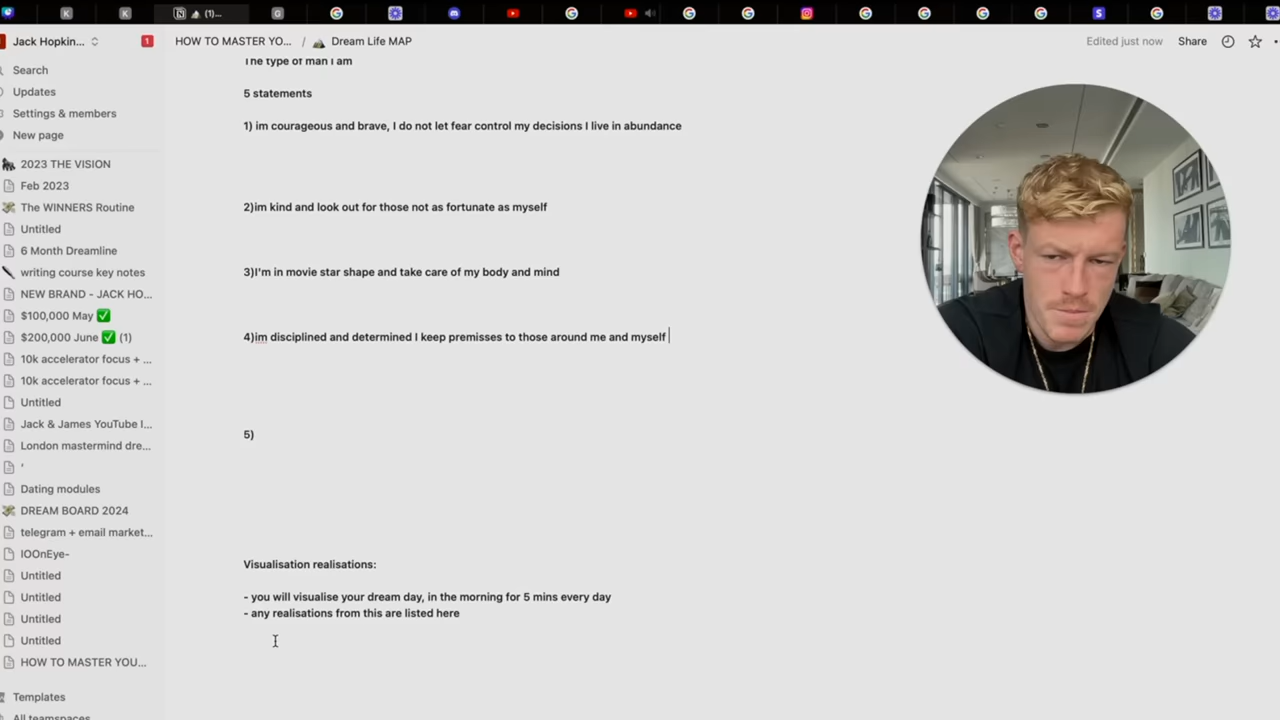 (1)...
Jack Hopkin...
1
HOW TO MASTER YO... / Dream Life MAP
Edited just now
Share
Search
Updates
Settings & members
New page
2023 THE VISION
Feb 2023
The WINNERS Routine
Untitled
6 Month Dreamline
writing course key notes
NEW BRAND - JACK HO...
$100,000 May
$200,000 June (1)
10k accelerator focus + ...
10k accelerator focus + ...
Untitled
Jack & James YouTube I...
London mastermind dre...
‘
Dating modules
DREAM BOARD 2024
telegram + email market...
IOOnEye-
Untitled
Untitled
Untitled
Untitled
HOW TO MASTER YOU...
Templates
All teamspaces
The type of man I am
5 statements
1) im courageous and brave, I do not let fear control my decisions I live in abundance
2)im kind and look out for those not as fortunate as myself
3)I'm in movie star shape and take care of my body and mind
4)im disciplined and determined I keep premisses to those around me and myself
5)
Visualisation realisations:
- you will visualise your dream day, in the morning for 5 mins every day
- any realisations from this are listed here